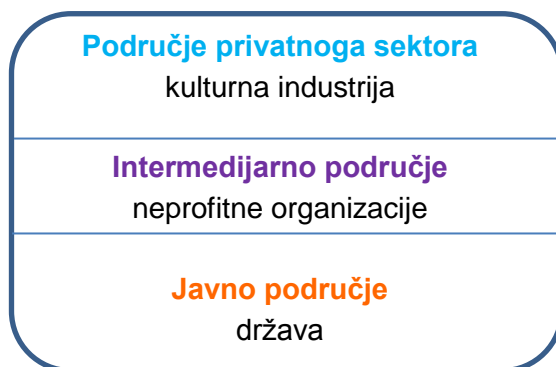 Područje privatnoga sektora
kulturna industrija
Intermedijarno područje
neprofitne organizacije
Javno područje
država